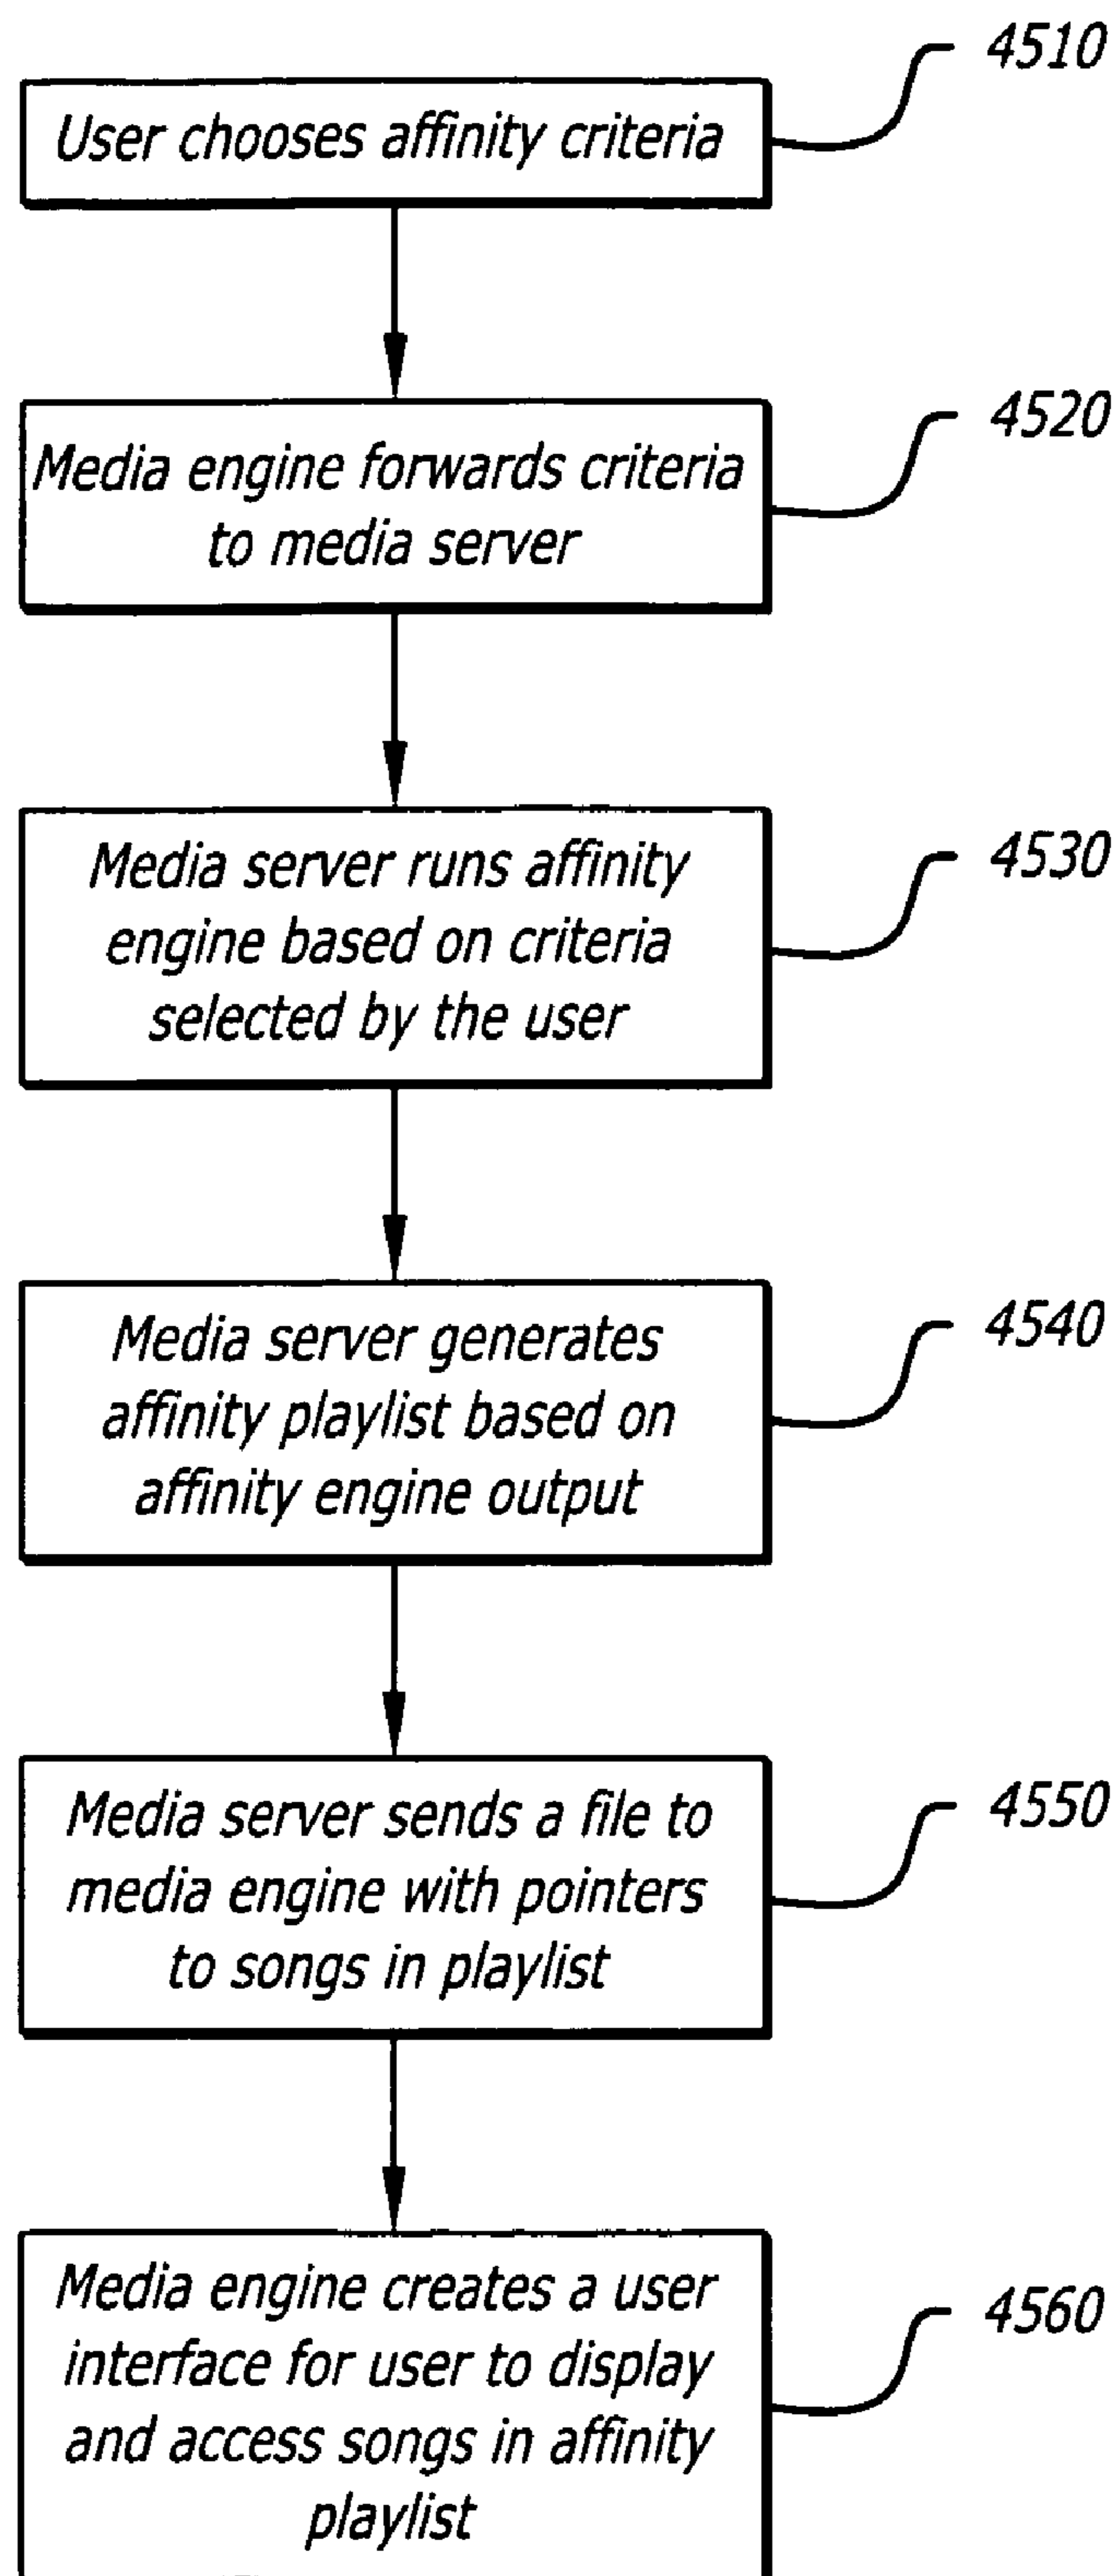 4510
User chooses affinity criteria
4520
Media engine forwards criteria
to media server
4530
Media server runs affinity
engine based on criteria
selected by the user
4540
Media server generates
affinity playlist based on
affinity engine output
4550
Media server sends a file to
media engine with pointers
to songs in playlist
4560
Media engine creates a user
interface for user to display
and access songs in affinity
playlist